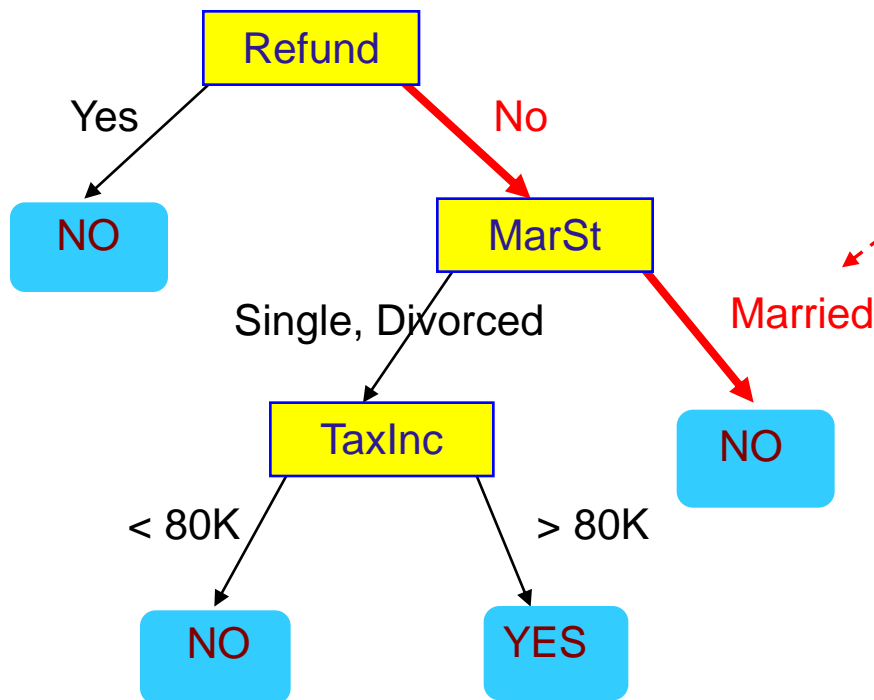 Refund
Yes
No
NO
MarSt
Single, Divorced
Married
TaxInc
NO
< 80K
> 80K
NO
YES